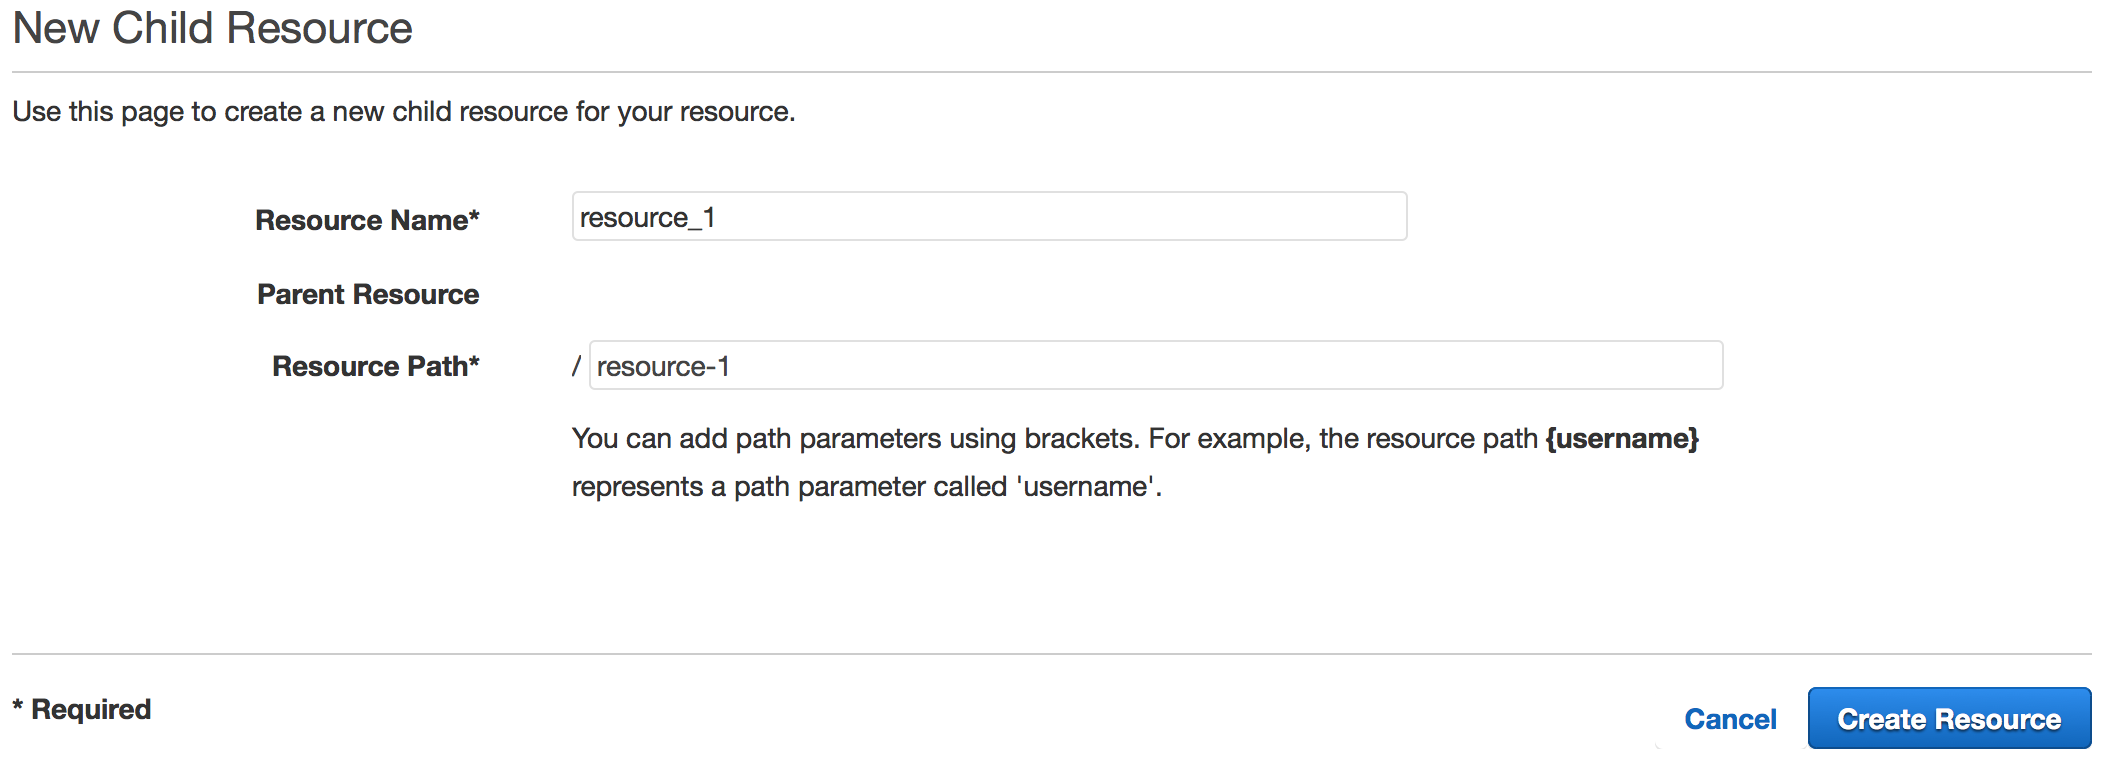 New Child Resource
Use this page to create a new child resource for your resource.
Resource Name* resource_1
Parent Resource
Resource Path* / resource-1
You can add path parameters using brackets. For example, the resource path {username}
represents a path parameter called 'username'.
* Required Cancel Create Resource